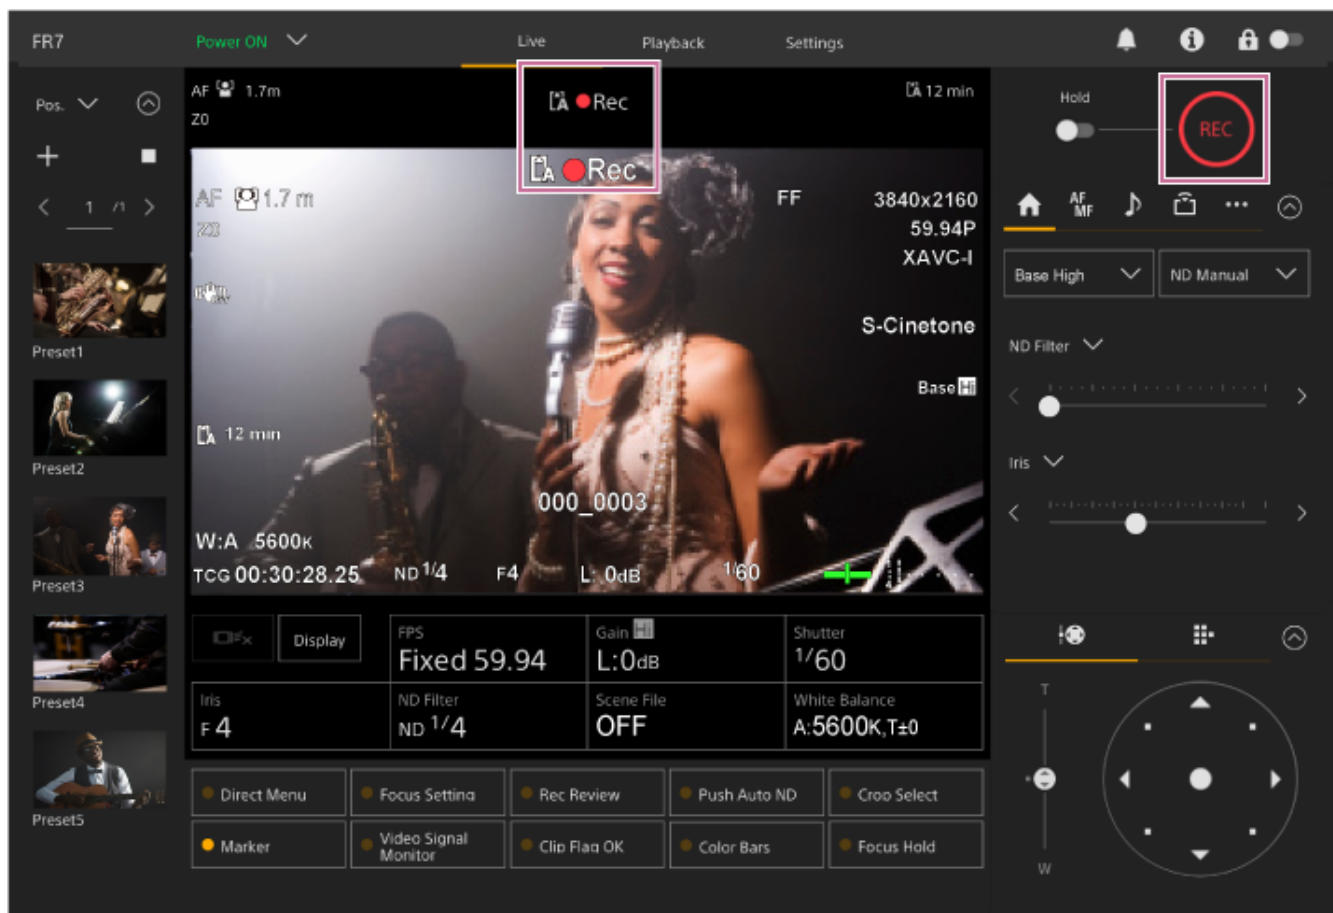 FR7
Power ON
Live
Playback
Settings
Pos.
1 /1
Preset1
Preset2
Preset3
Preset4
Preset5
AF 1.7m
A Rec
A 12 min
Z0
A Rec
AF 1.7 m
FF
3840x2160
Z0
59.94P
XAVC-I
S-Cinetone
Base Hi
A 12 min
000_0003
W:A 5600K
TCG 00:30:28.25
ND 1/4
F4
L: 0dB
1/60
Display
FPS
Fixed 59.94
Gain Hi
L:0dB
Shutter
1/60
Iris
F 4
ND Filter
ND 1/4
Scene File
OFF
White Balance
A:5600K,T±0
Direct Menu
Focus Setting
Rec Review
Push Auto ND
Crop Select
Marker
Video Signal
Monitor
Clip Flag OK
Color Bars
Focus Hold
Hold
REC
AF
MF
Base High
ND Manual
ND Filter
Iris
T
W